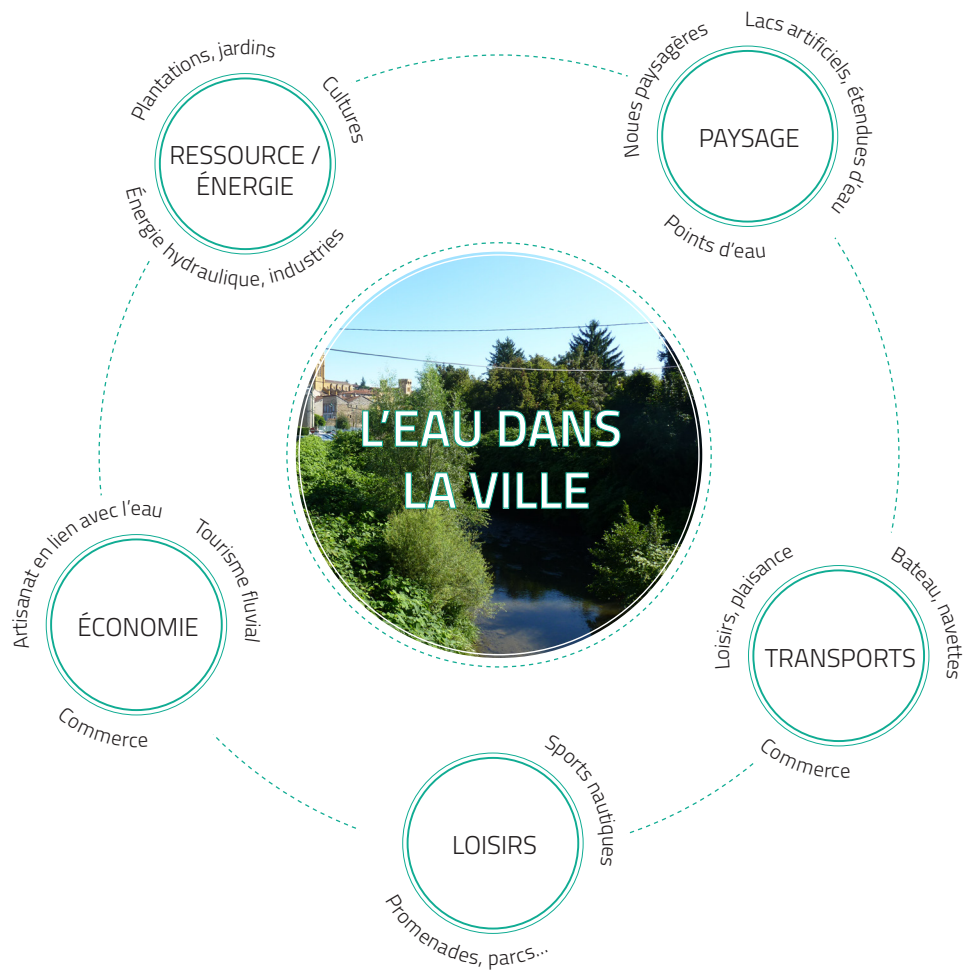 L'EAU DANS
LA VILLE
Plantations, jardins
Cultures
RESSOURCE /
ÉNERGIE
Énergie hydraulique, industries
Noues paysagères
Lacs artificiels, étendues d'eau
PAYSAGE
Points d'eau
Loisirs, plaisance
Bateau, navettes
TRANSPORTS
Commerce
Sports nautiques
LOISIRS
Promenades, parcs...
Artisanat en lien avec l'eau
Tourisme fluvial
ÉCONOMIE
Commerce